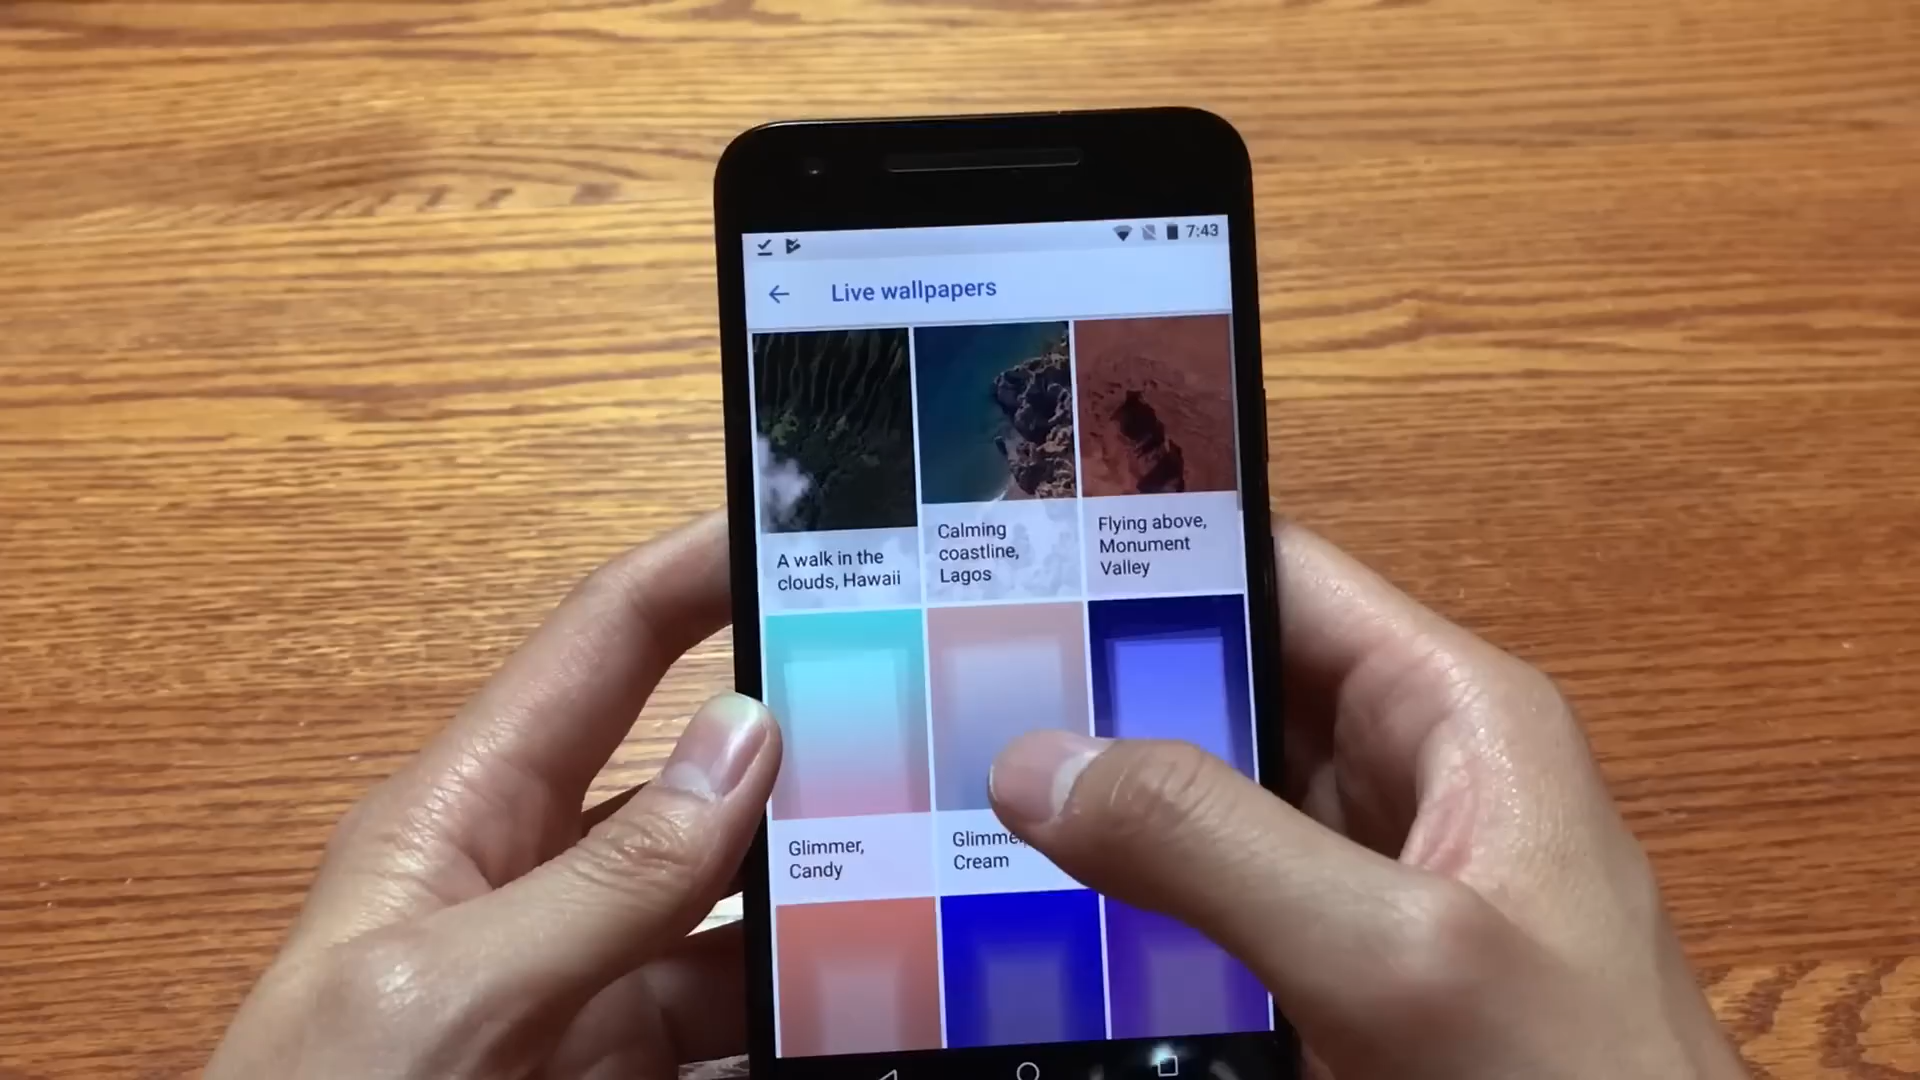 7:43
Live wallpapers
A walk in the
clouds, Hawaii
Calming
coastline,
Lagos
Flying above,
Monument
Valley
Glimmer,
Candy
Glimmer,
Cream